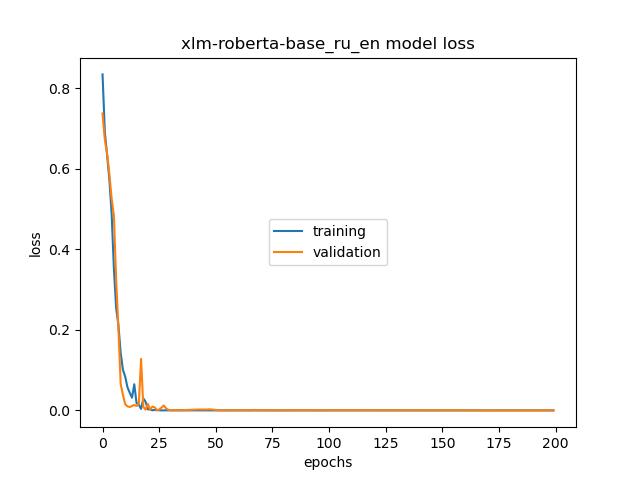 xlm-roberta-base_ru_en model loss
0.8
0.6
0.4
0.2
0.0
loss
training
validation
0 25 50 75 100 125 150 175 200
epochs